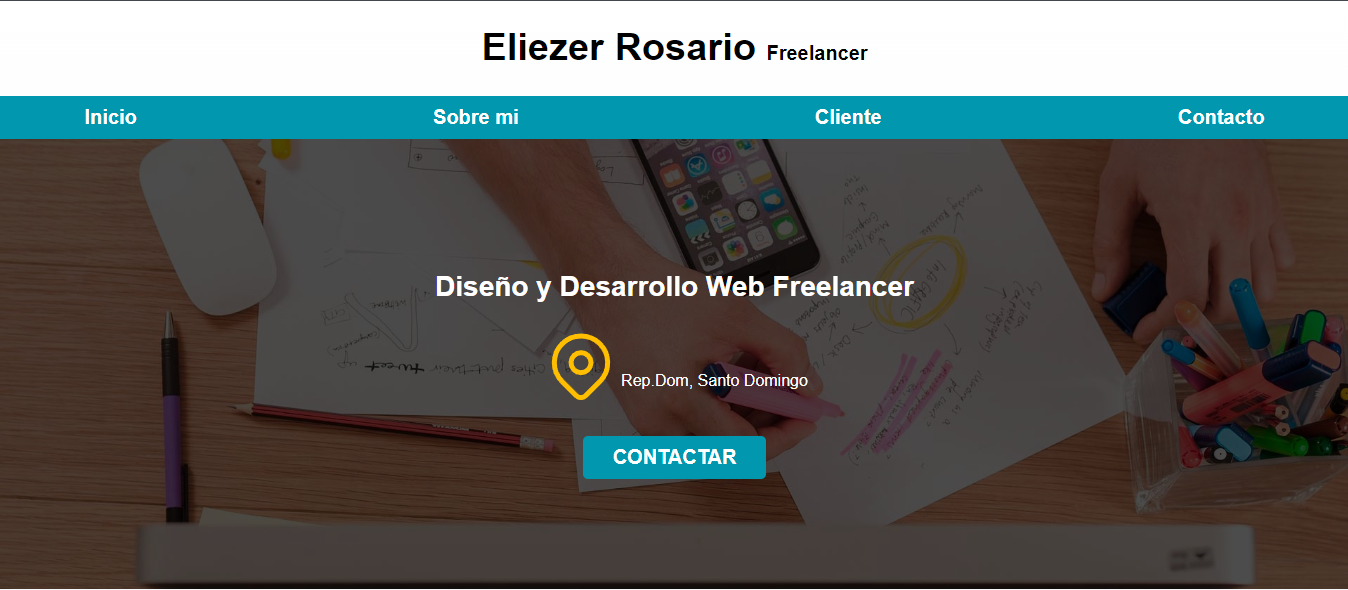 Eliezer Rosario Freelancer
Inicio Sobre mi Cliente Contacto
Diseño y Desarrollo Web Freelancer
Rep.Dom, Santo Domingo
CONTACTAR